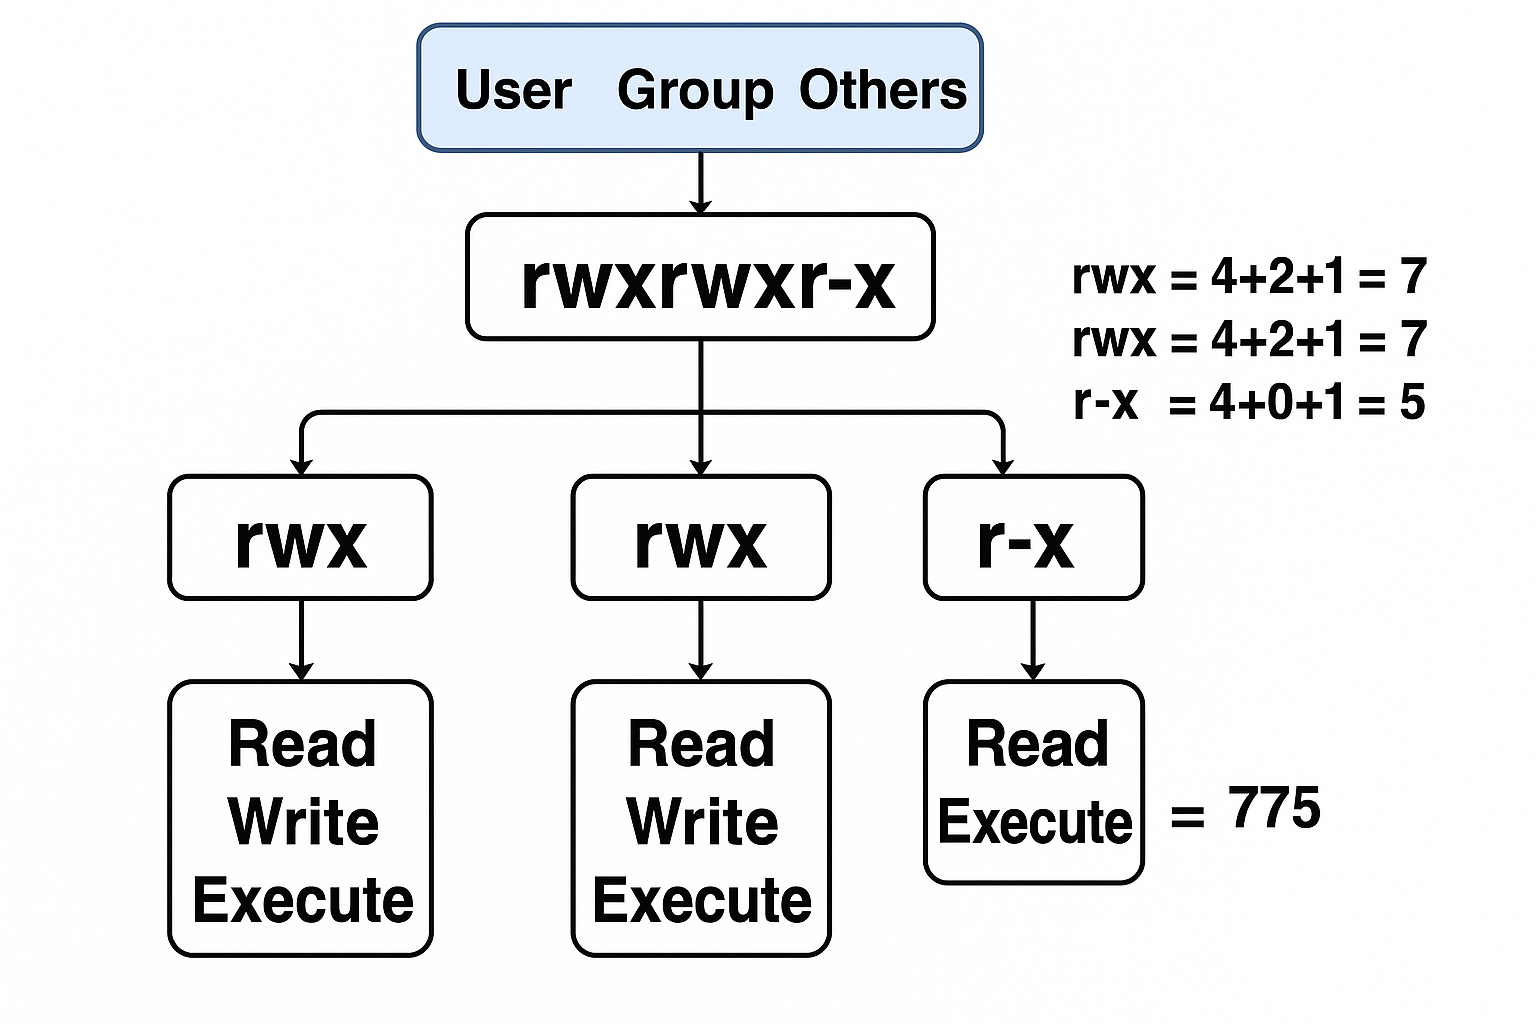 User Group Others
rwxrwxr-x
rwx = 4+2+1 = 7
rwx = 4+2+1 = 7
r-x = 4+0+1 = 5
rwx
rwx
r-x
Read
Write
Execute
Read
Write
Execute
Read
Execute
= 775